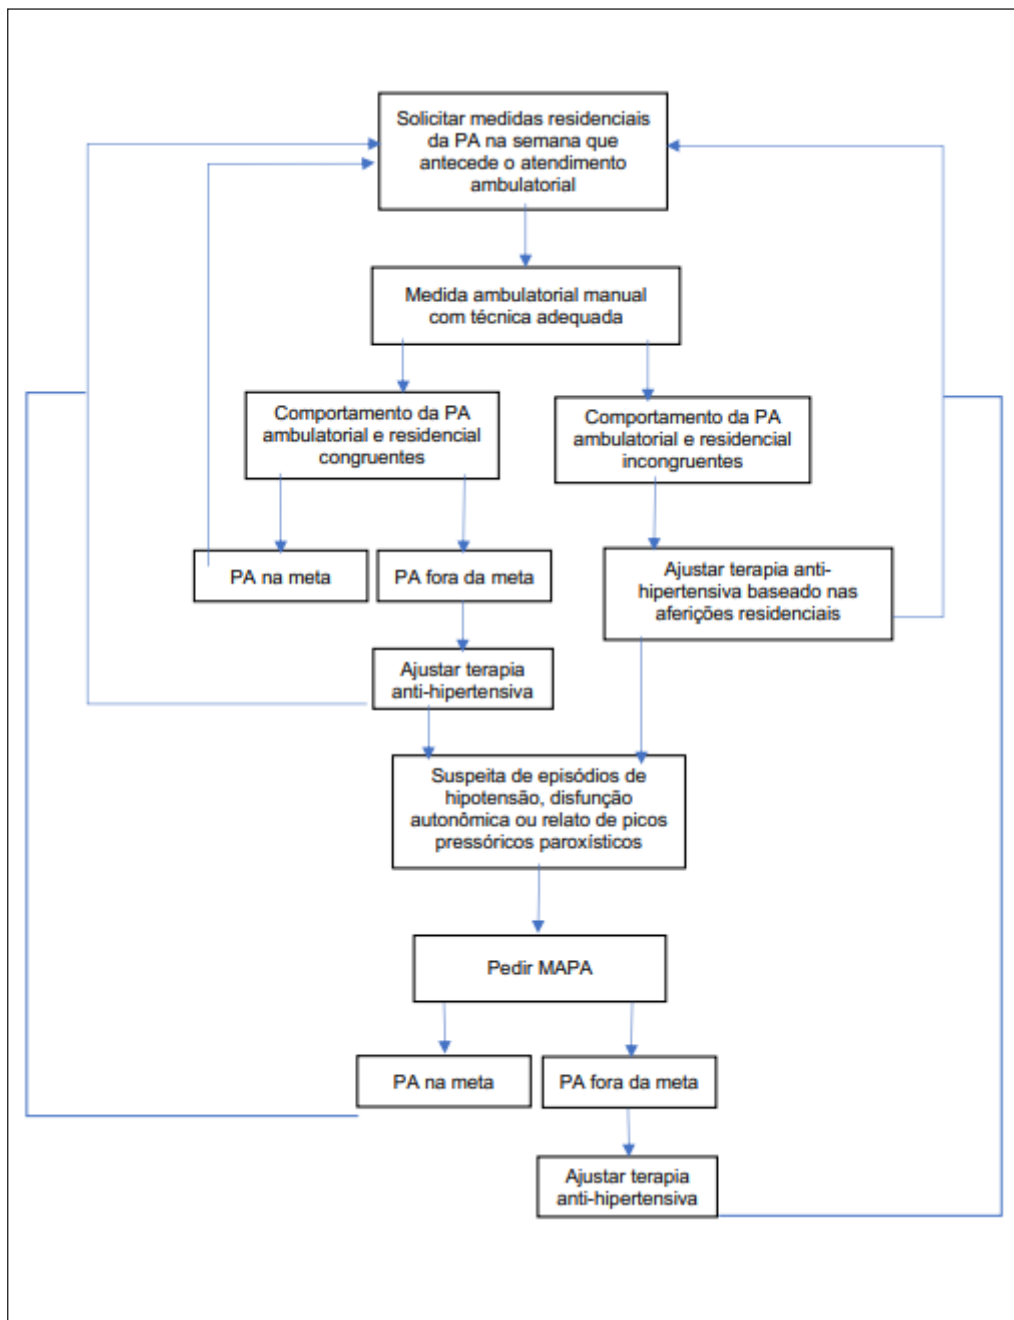 Solicitar medidas residenciais
da PA na semana que
antecede o atendimento
ambulatorial
Medida ambulatorial manual
com técnica adequada
Comportamento da PA
ambulatorial e residencial
congruentes
Comportamento da PA
ambulatorial e residencial
incongruentes
PA na meta
PA fora da meta
Ajustar terapia anti-
hipertensiva baseado nas
aferições residenciais
Ajustar terapia
anti-hipertensiva
Suspeita de episódios de
hipotensão, disfunção
autonômica ou relato de picos
pressóricos paroxísticos
Pedir MAPA
PA na meta
PA fora da meta
Ajustar terapia
anti-hipertensiva